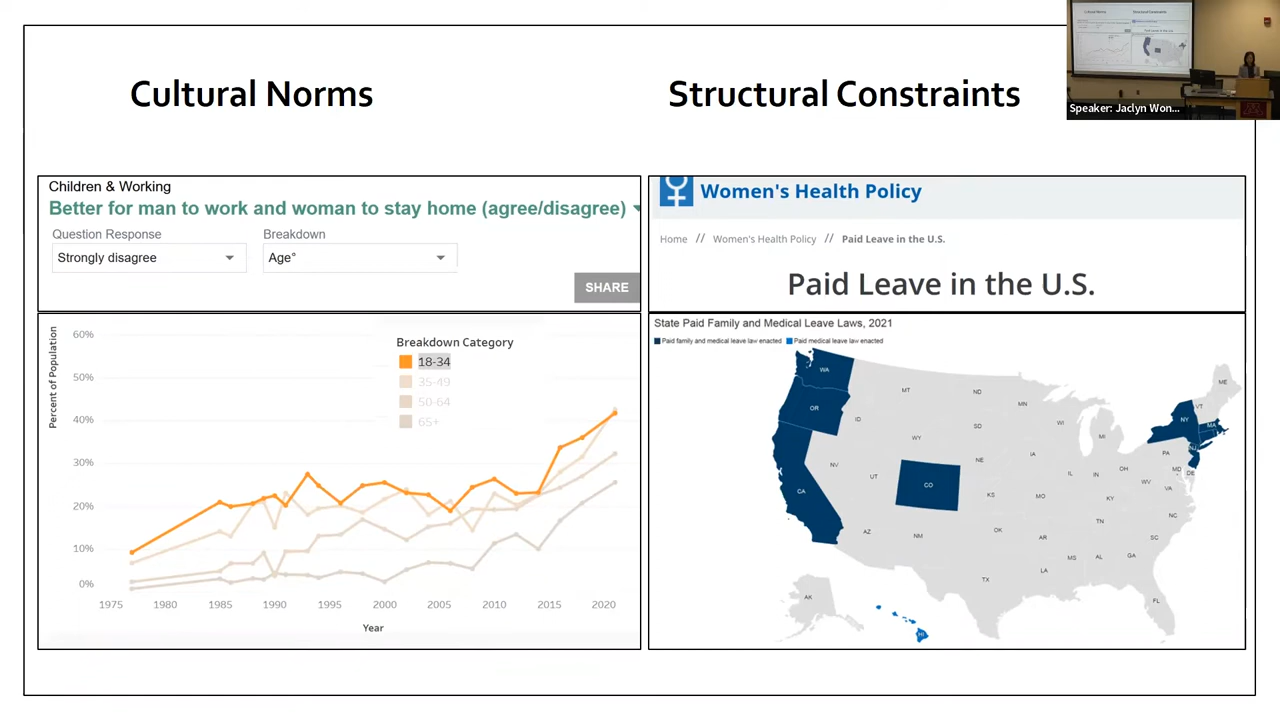 Cultural Norms
Structural Constraints
Speaker: Jaclyn Won...
Children & Working
Better for man to work and woman to stay home (agree/disagree)
Question Response
Breakdown
Strongly disagree
Age°
SHARE
60%
50%
40%
30%
20%
10%
0%
Percent of Population
Breakdown Category
18-34
35-49
50-64
65+
1975
1980
1985
1990
1995
2000
2005
2010
2015
2020
Year
Women's Health Policy
Home // Women's Health Policy // Paid Leave in the U.S.
Paid Leave in the U.S.
State Paid Family and Medical Leave Laws, 2021
Paid family and medical leave law enacted
Paid medical leave law enacted
WA
MT
ND
MN
ME
VT
OR
ID
SD
WI
MI
NY
MA
WY
NE
IA
PA
NJ
NV
UT
CO
IL
IN
OH
MD
DE
CA
KS
MO
KY
WV
VA
AZ
NM
OK
AR
TN
NC
SC
MS
AL
GA
TX
LA
FL
AK
HI